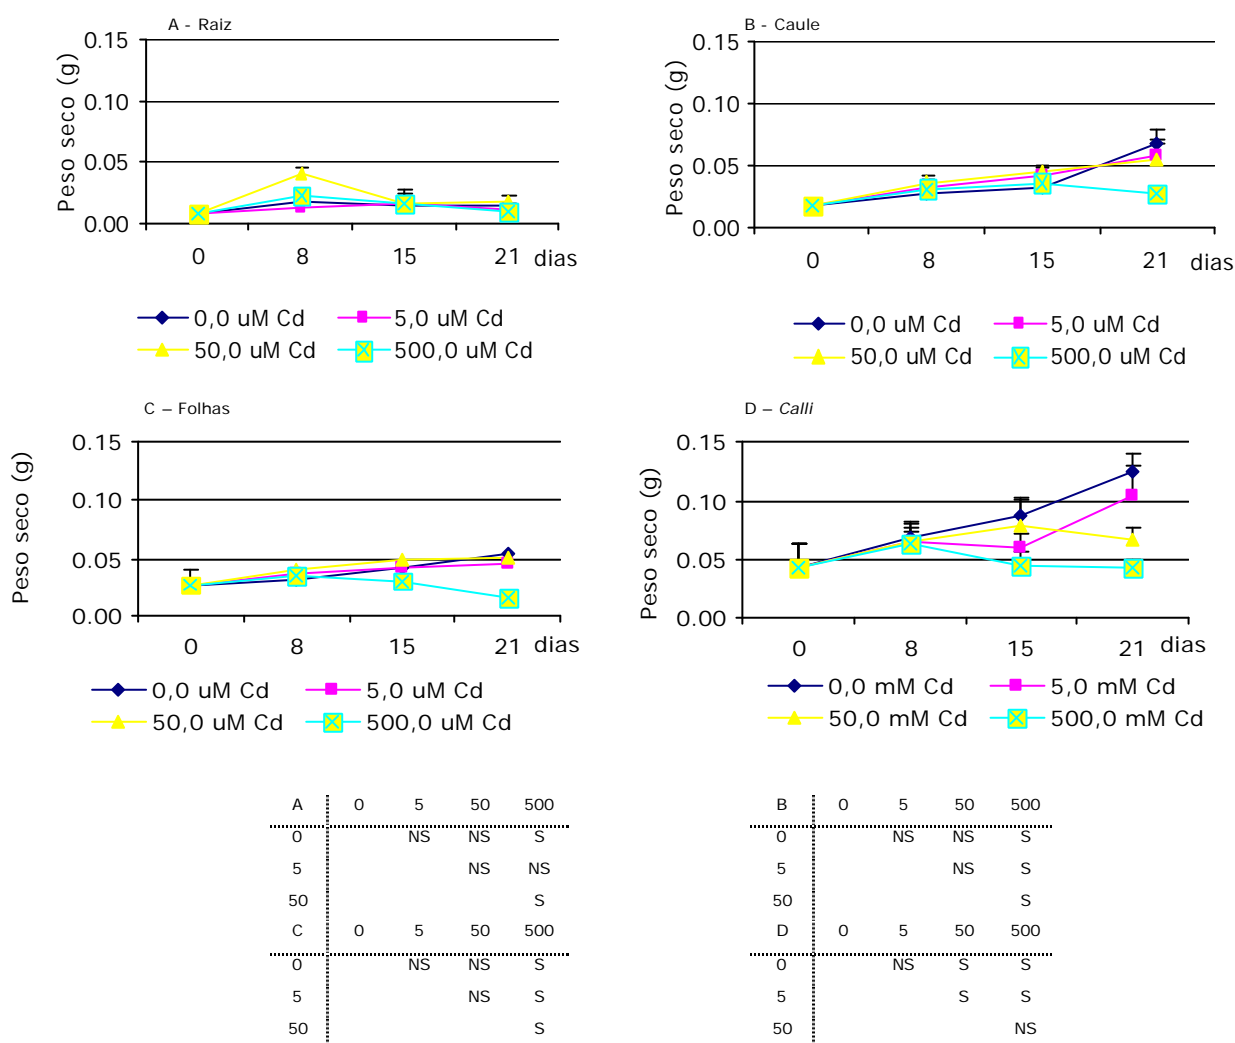 A - Raiz
0.15
0.10
0.05
0.00
Peso seco (g)
0 8 15 21 dias
0,0 uM Cd 5,0 uM Cd
50,0 uM Cd 500,0 uM Cd
B - Caule
0.15
0.10
0.05
0.00
Peso seco (g)
0 8 15 21 dias
0,0 uM Cd 5,0 uM Cd
50,0 uM Cd 500,0 uM Cd
C – Folhas
0.15
0.10
0.05
0.00
Peso seco (g)
0 8 15 21 dias
0,0 uM Cd 5,0 uM Cd
50,0 uM Cd 500,0 uM Cd
D – Calli
0.15
0.10
0.05
0.00
Peso seco (g)
0 8 15 21 dias
0,0 mM Cd 5,0 mM Cd
50,0 mM Cd 500,0 mM Cd
A 0 5 50 500
0 NS NS S
5 NS NS
50 S
C 0 5 50 500
0 NS NS S
5 NS S
50 S
B 0 5 50 500
0 NS NS S
5 NS S
50 S
D 0 5 50 500
0 NS S S
5 S S
50 NS